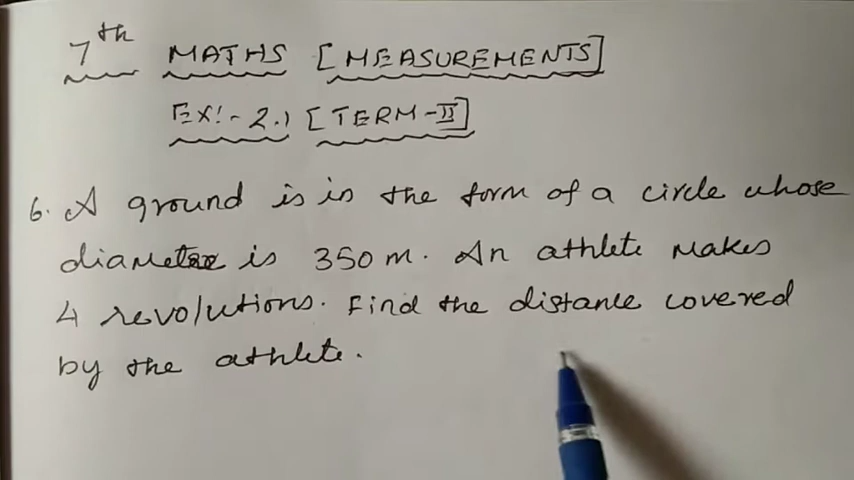 7th MATHS [MEASUREMENTS]
Ex:- 2.1 [TERM-II]
6. A ground is in the form of a circle whose
diameter is 350 m. An athlete makes
4 revolutions. Find the distance covered
by the athlete.